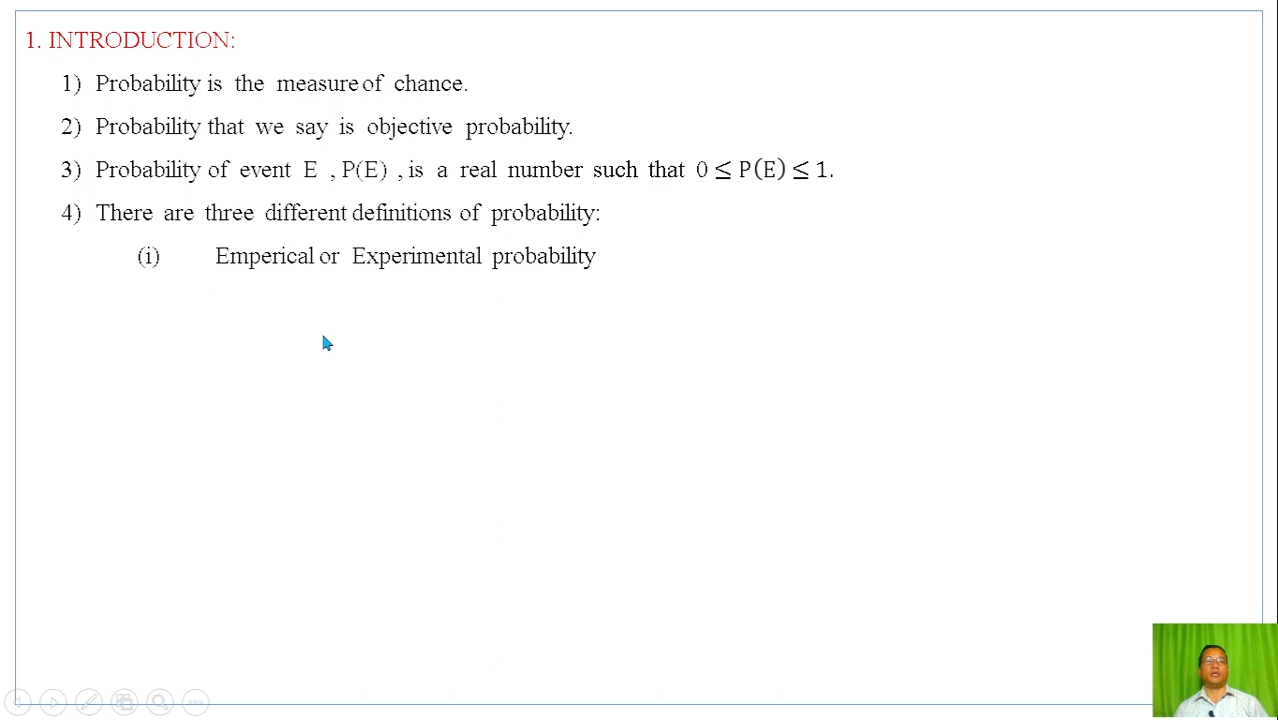 1. INTRODUCTION:
1) Probability is the measure of chance.
2) Probability that we say is objective probability.
3) Probability of event E , P(E) , is a real number such that 0 ≤ P(E) ≤ 1.
4) There are three different definitions of probability:
(i) Emperical or Experimental probability